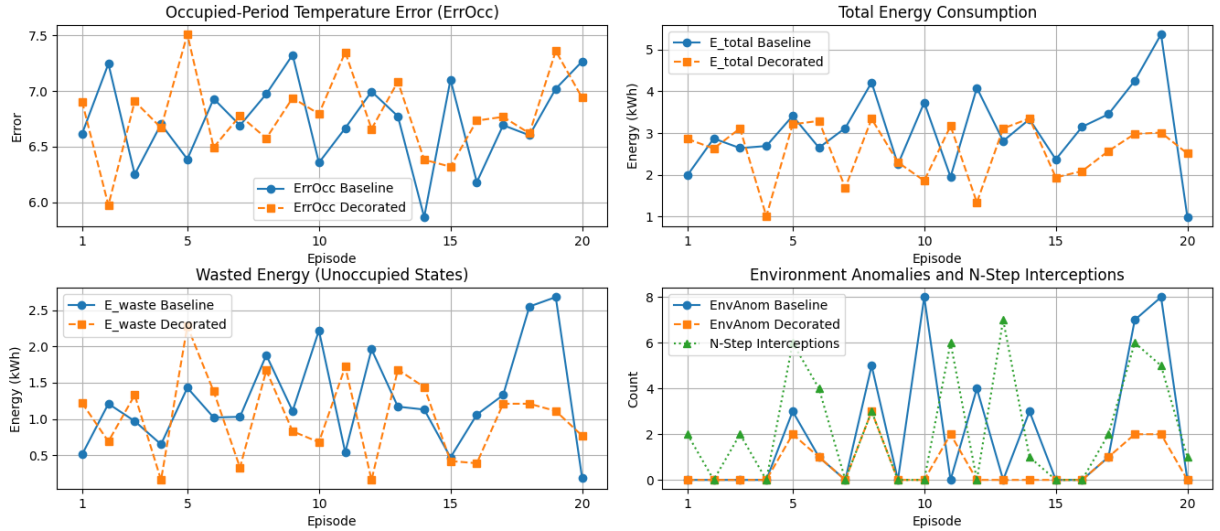 Occupied-Period Temperature Error (ErrOcc)
Error
7.5
7.0
6.5
6.0
ErrOcc Baseline
ErrOcc Decorated
1
5
10
15
20
Episode
Total Energy Consumption
Energy (kWh)
5
4
3
2
1
E_total Baseline
E_total Decorated
1
5
10
15
20
Episode
Wasted Energy (Unoccupied States)
Energy (kWh)
2.5
2.0
1.5
1.0
0.5
E_waste Baseline
E_waste Decorated
1
5
10
15
20
Episode
Environment Anomalies and N-Step Interceptions
Count
8
6
4
2
0
EnvAnom Baseline
EnvAnom Decorated
N-Step Interceptions
1
5
10
15
20
Episode